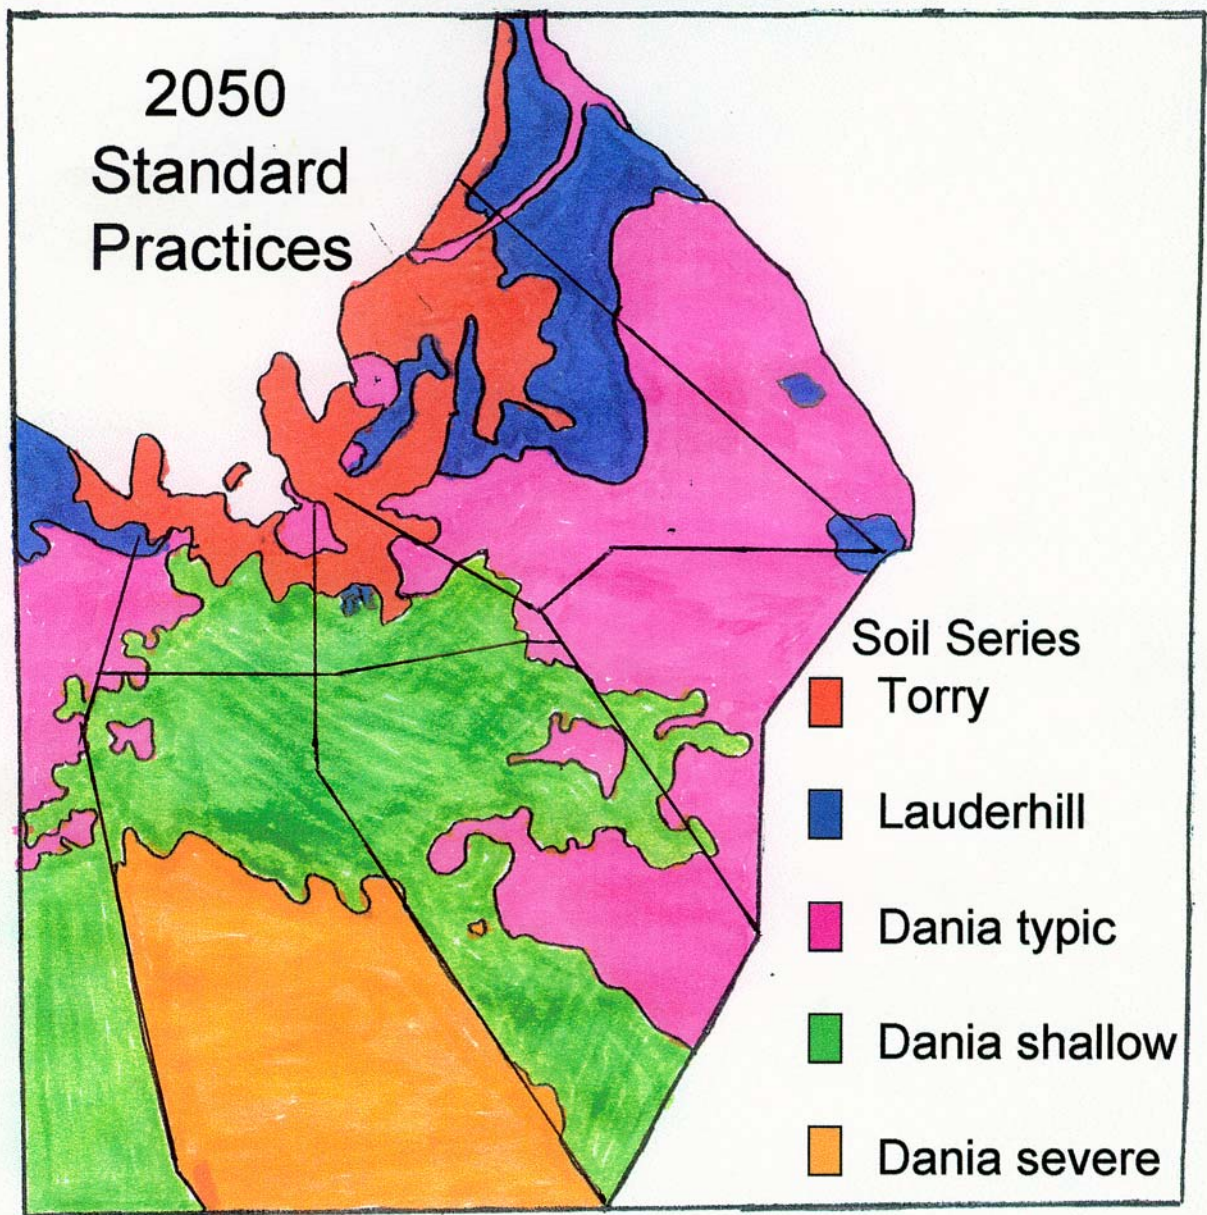 2050
Standard
Practices
Soil Series
Torry
Lauderhill
Dania typic
Dania shallow
Dania severe